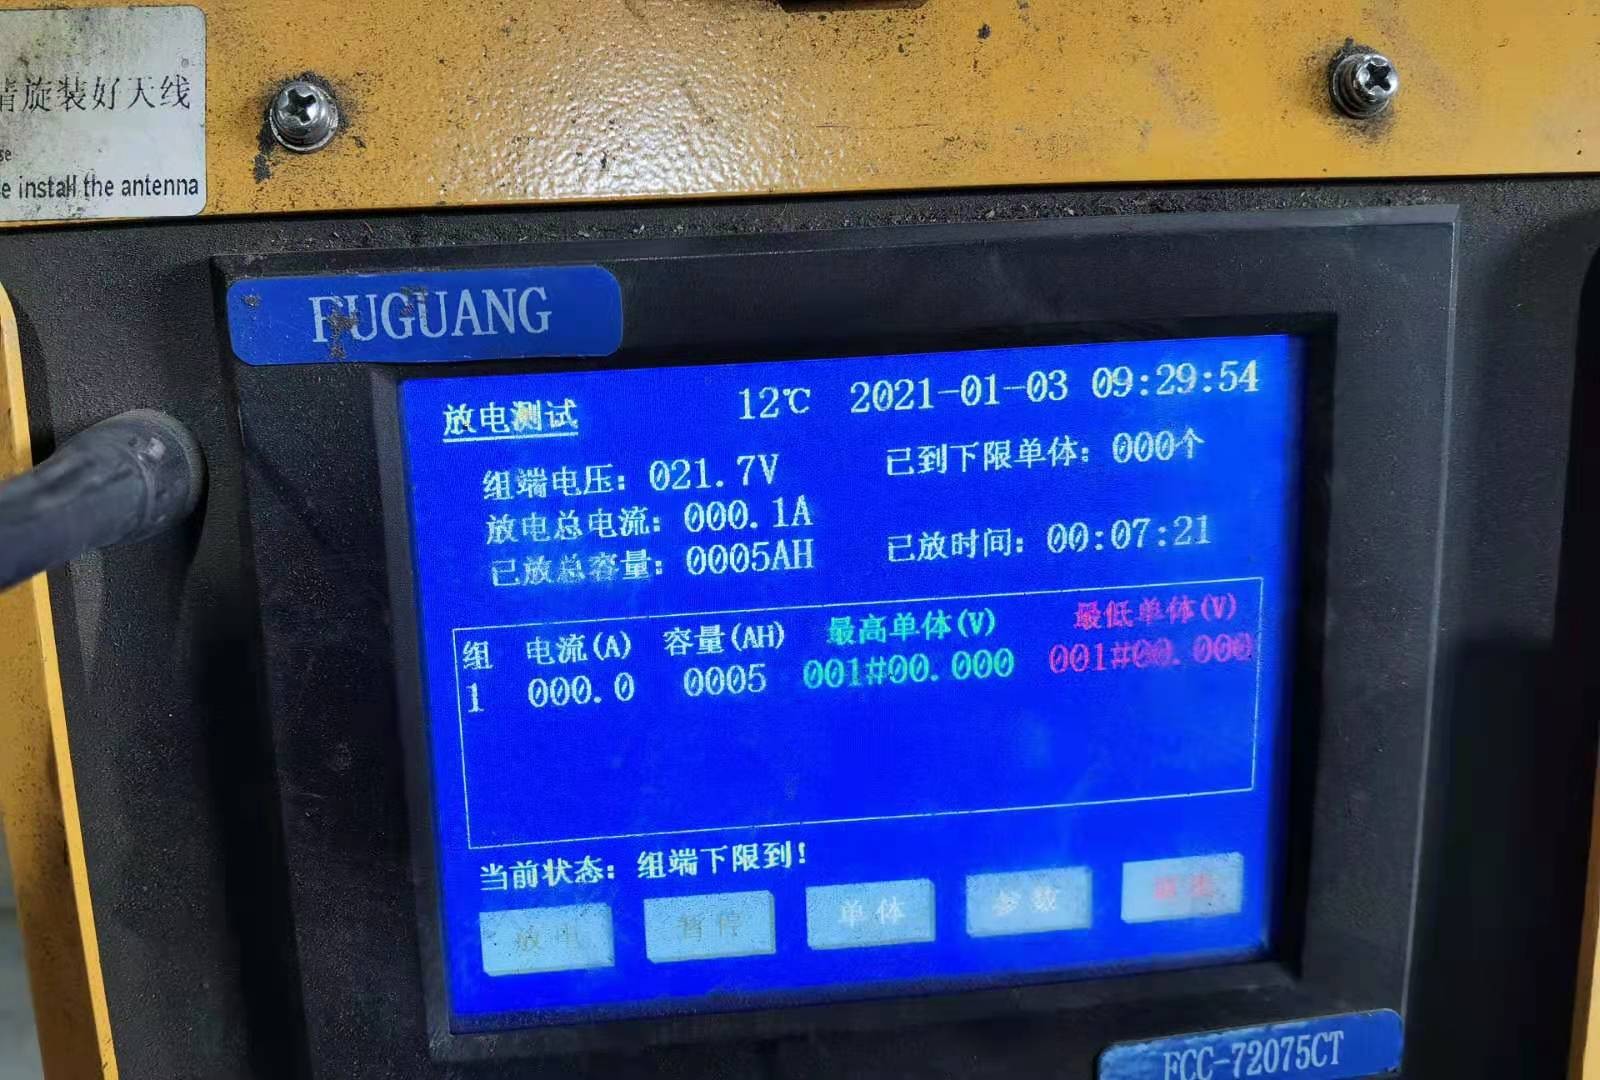 请旋装好天线
se
e install the antenna
FUGUANG
放电测试 12℃ 2021-01-03 09:29:54
组端电压：021.7V 已到下限单体：000个
放电总电流：000.1A
已放总容量：0005AH 已放时间：00:07:21
组 电流(A) 容量(AH) 最高单体(V) 最低单体(V)
1 000.0 0005 001#00.000 001#00.000
当前状态：组端下限到！
放电 暂停 单体 参数
FCC-72075CT